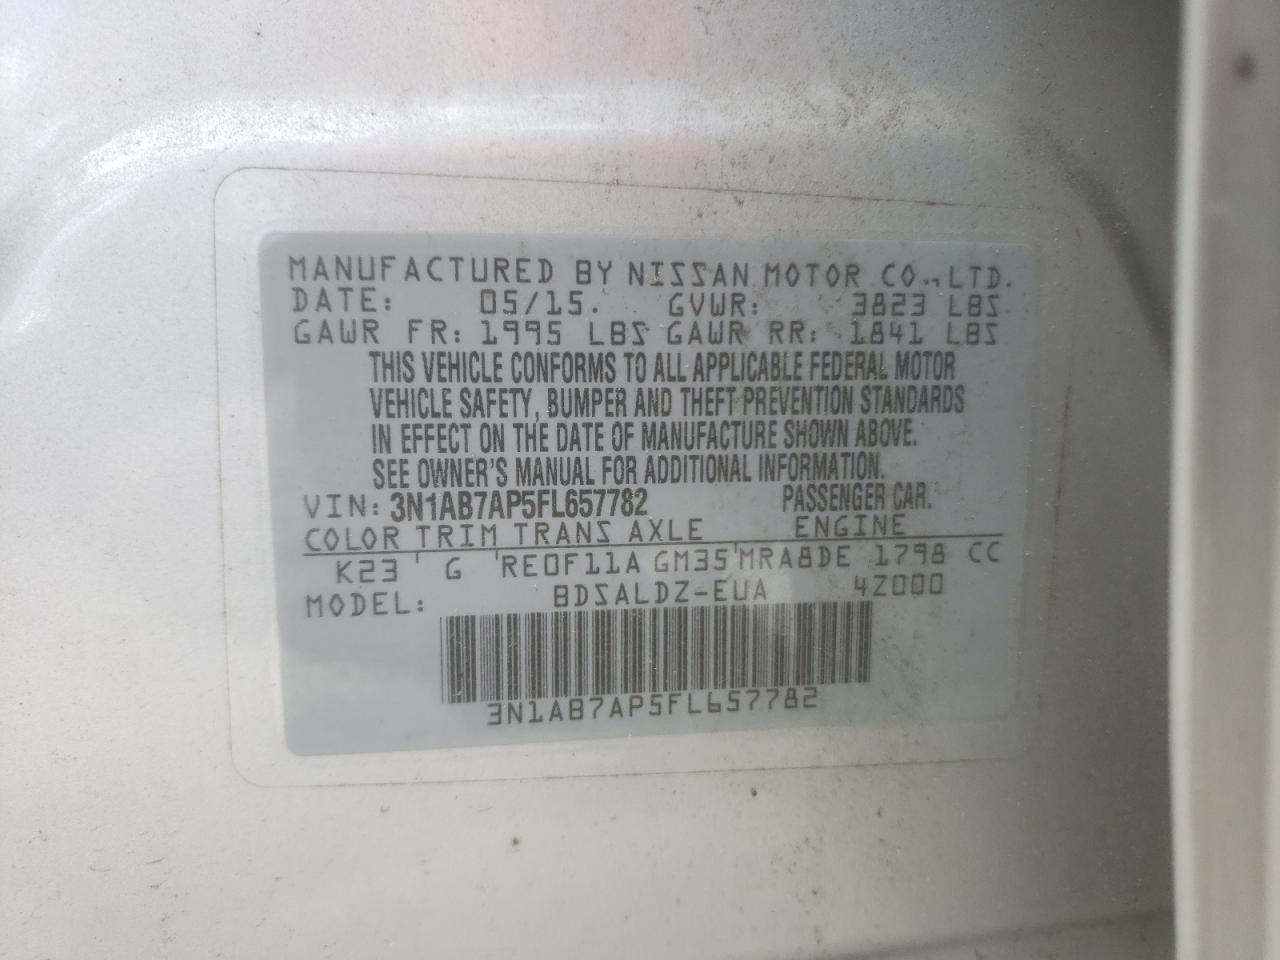 MANUFACTURED BY NISSAN MOTOR CO., LTD.
DATE: 05/15. GVWR: 3823 LBS
GAWR FR: 1995 LBS GAWR RR: 1841 LBS
THIS VEHICLE CONFORMS TO ALL APPLICABLE FEDERAL MOTOR
VEHICLE SAFETY, BUMPER AND THEFT PREVENTION STANDARDS
IN EFFECT ON THE DATE OF MANUFACTURE SHOWN ABOVE.
SEE OWNER'S MANUAL FOR ADDITIONAL INFORMATION.
VIN: 3N1AB7AP5FL657782 PASSENGER CAR.
COLOR TRIM TRANS AXLE ENGINE
K23 G RE0F11A GM35 MRA8DE 1798 CC
MODEL: BDSALDZ-EUA 4Z000
3N1AB7AP5FL657782